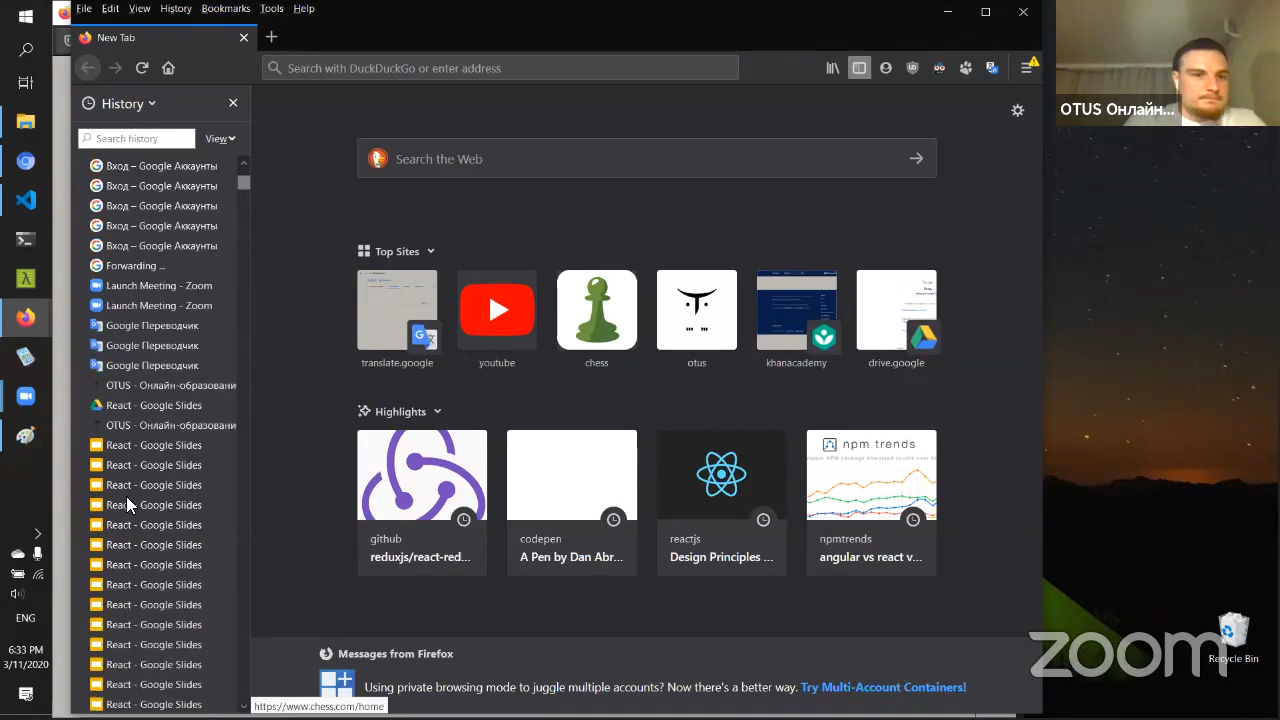 File Edit View History Bookmarks Tools Help
New Tab
Search with DuckDuckGo or enter address
History
Search history
View
Вход – Google Аккаунты
Вход – Google Аккаунты
Вход – Google Аккаунты
Вход – Google Аккаунты
Вход – Google Аккаунты
Forwarding ...
Launch Meeting - Zoom
Launch Meeting - Zoom
Google Переводчик
Google Переводчик
Google Переводчик
OTUS - Онлайн-образовани
React - Google Slides
OTUS - Онлайн-образовани
React - Google Slides
React - Google Slides
React - Google Slides
React - Google Slides
React - Google Slides
React - Google Slides
React - Google Slides
React - Google Slides
React - Google Slides
React - Google Slides
React - Google Slides
React - Google Slides
React - Google Slides
React - Google Slides
Search the Web
Top Sites
translate.google
youtube
chess
otus
khanacademy
drive.google
Highlights
github
reduxjs/react-red...
codepen
A Pen by Dan Abr...
reactjs
Design Principles ...
npm trends
npmtrends
angular vs react v...
Messages from Firefox
Using private browsing mode to juggle multiple accounts? Now there's a better way. Try Multi-Account Containers!
https://www.chess.com/home
ENG
6:33 PM
3/11/2020
OTUS Онлайн...
Recycle Bin
zoom